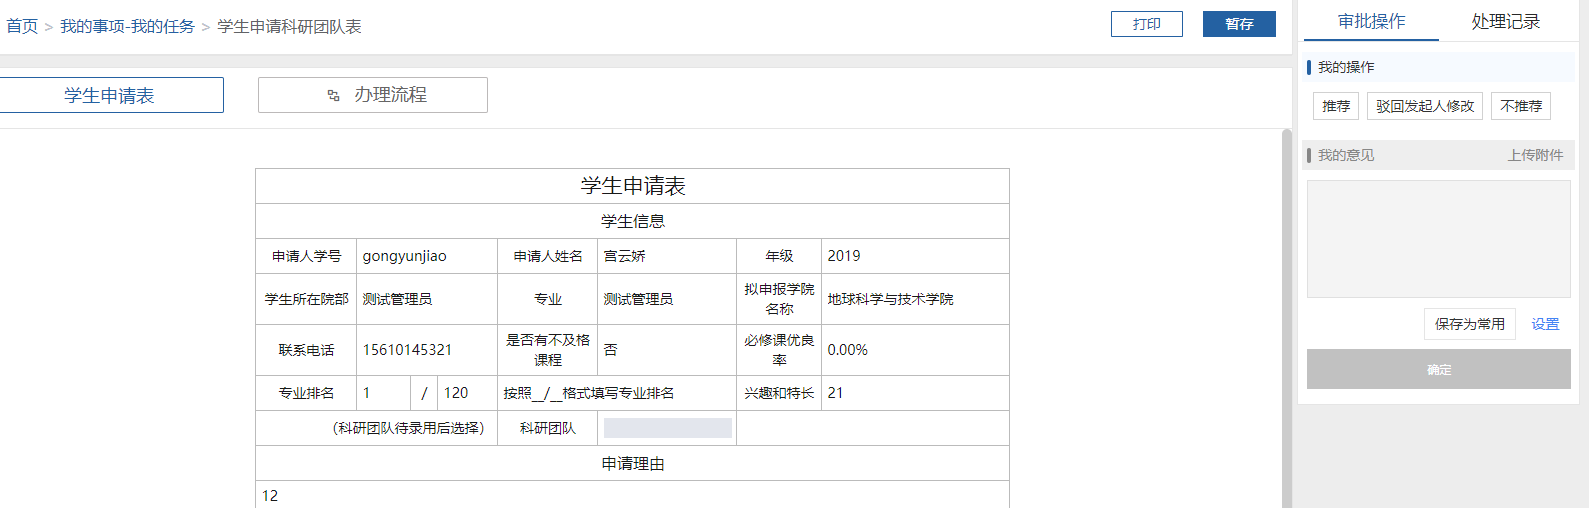 首页 > 我的事项-我的任务 > 学生申请科研团队表
打印
暂存
学生申请表
办理流程
学生申请表
学生信息
申请人学号 gongyunjiao 申请人姓名 宫云娇 年级 2019
学生所在院部 测试管理员 专业 测试管理员 拟申报学院名称 地球科学与技术学院
联系电话 15610145321 是否有不及格课程 否 必修课优良率 0.00%
专业排名 1 / 120 按照__/__格式填写专业排名 兴趣和特长 21
（科研团队待录用后选择） 科研团队
申请理由
12
审批操作
处理记录
我的操作
推荐
驳回发起人修改
不推荐
我的意见
上传附件
保存为常用
设置
确定